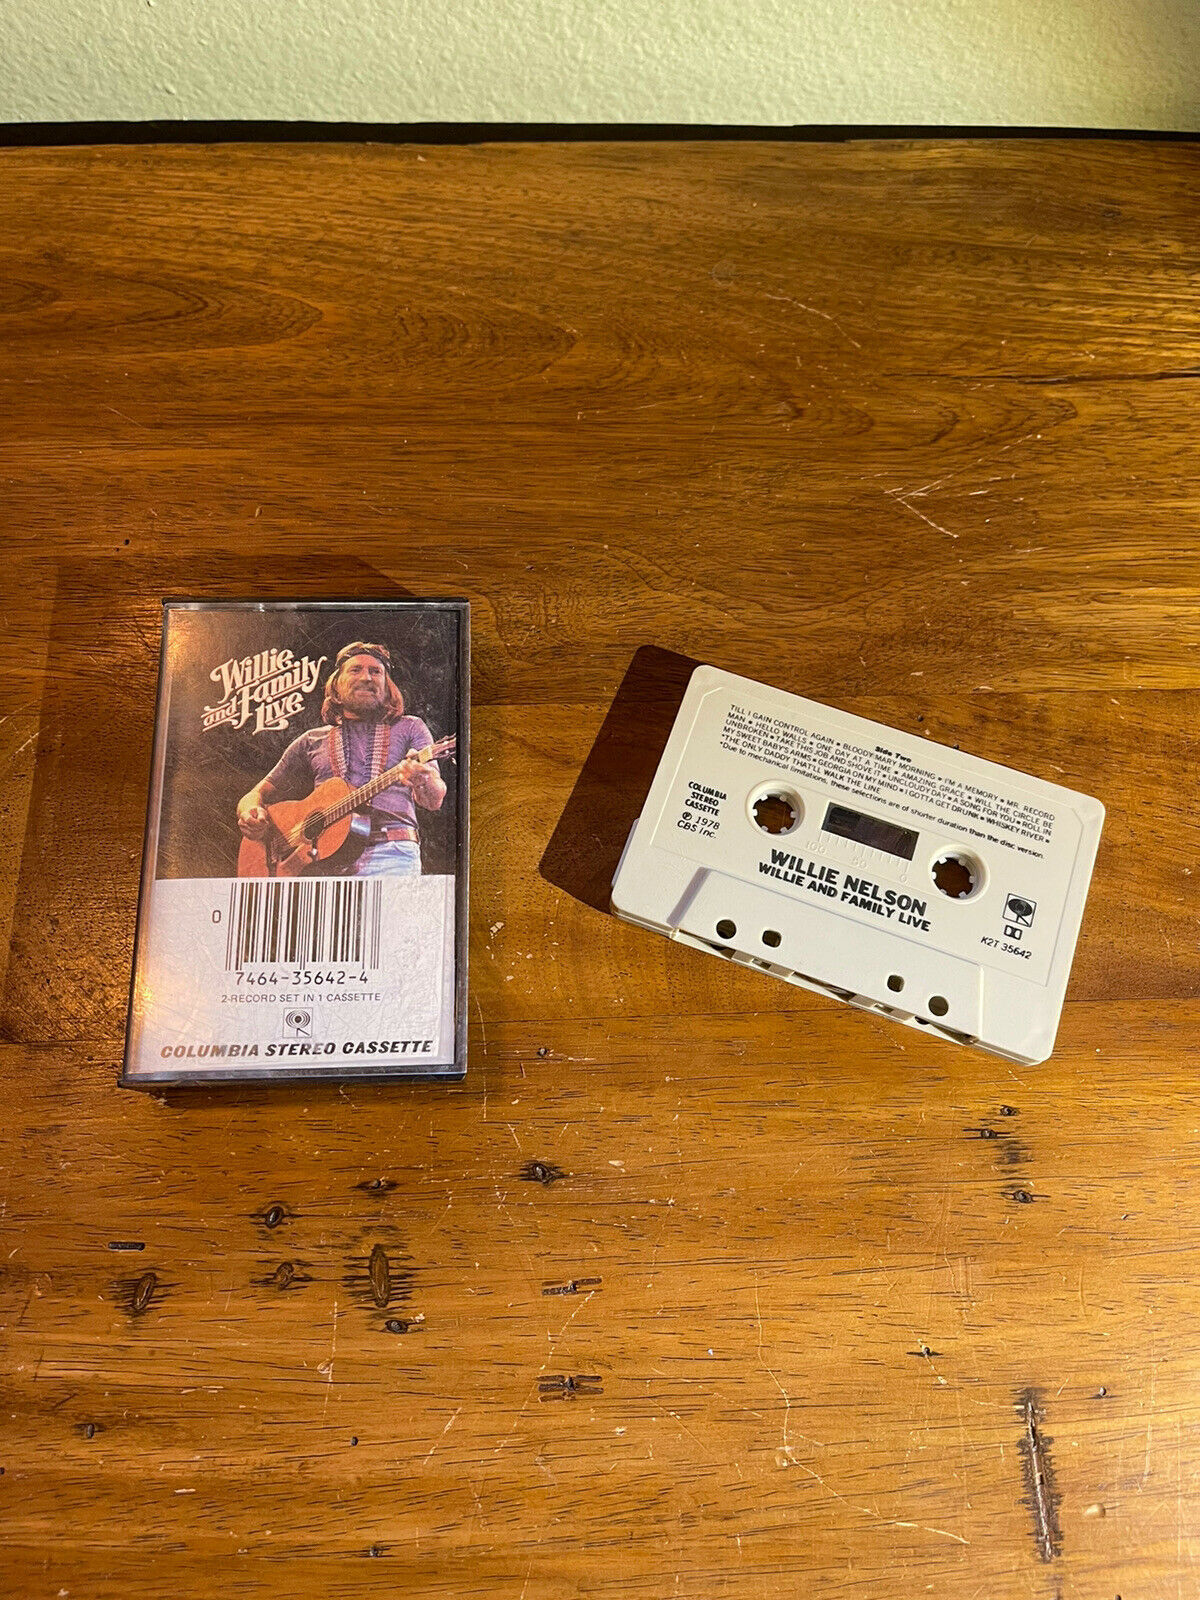 Willie
and Family
Live
0
7464-35642-4
2-RECORD SET IN 1 CASSETTE
COLUMBIA STEREO CASSETTE
Side Two
TILL I GAIN CONTROL AGAIN • BLOODY MARY MORNING • I'M A MEMORY • MR. RECORD
MAN • HELLO WALLS • ONE DAY AT A TIME • AMAZING GRACE • WILL THE CIRCLE BE
UNBROKEN • TAKE THIS JOB AND SHOVE IT • UNCLOUDY DAY • A SONG FOR YOU • ROLL IN
MY SWEET BABY'S ARMS • GEORGIA ON MY MIND • I GOTTA GET DRUNK • WHISKEY RIVER •
*THE ONLY DADDY THAT'LL WALK THE LINE
*Due to mechanical limitations, these selections are of shorter duration than the disc version.
COLUMBIA
STEREO
CASSETTE
℗ 1978
CBS Inc.
100 50 0
WILLIE NELSON
WILLIE AND FAMILY LIVE
K2T 35642